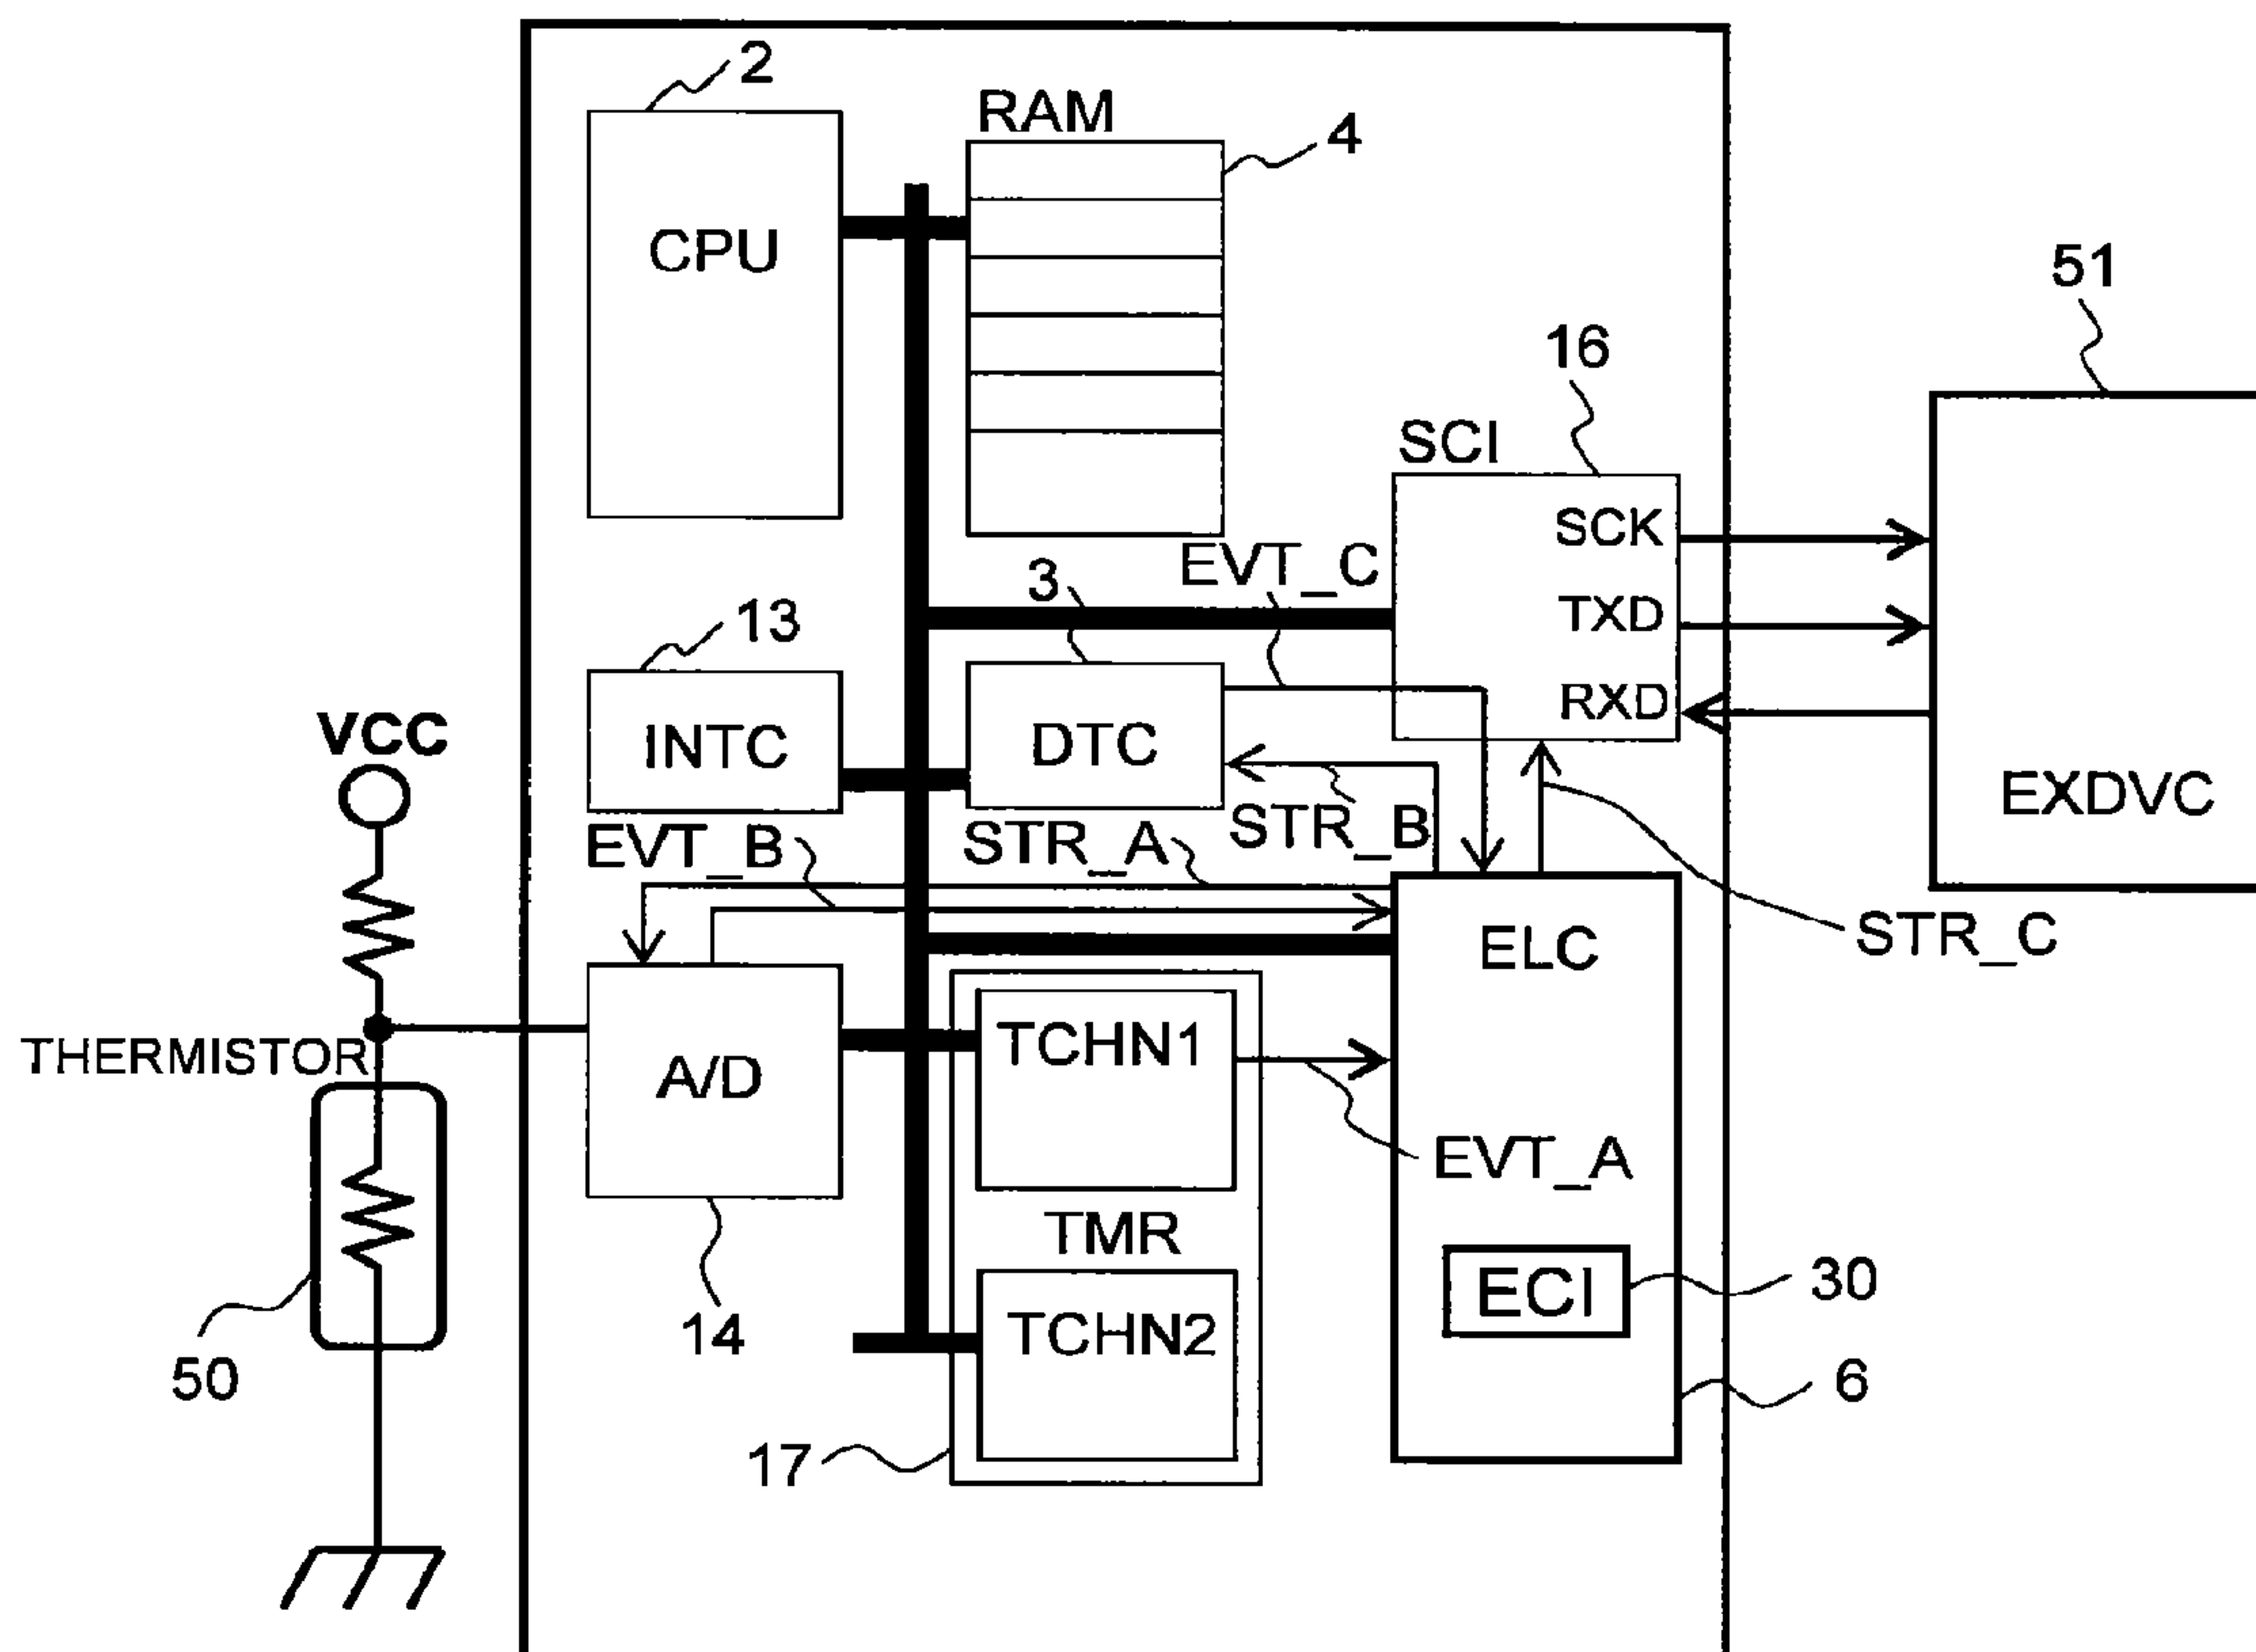 2
RAM
4
CPU
51
16
SCI
SCK
EVT_C
3
TXD
13
RXD
VCC
INTC
DTC
EXDVC
STR_B
EVT_B
STR_A
STR_C
ELC
THERMISTOR
A/D
TCHN1
EVT_A
TMR
ECI
30
14
TCHN2
50
6
17